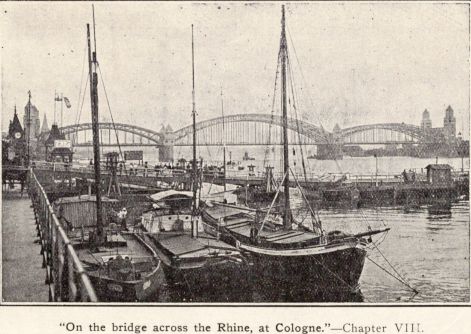 "On the bridge across the Rhine, at Cologne."—Chapter VIII.